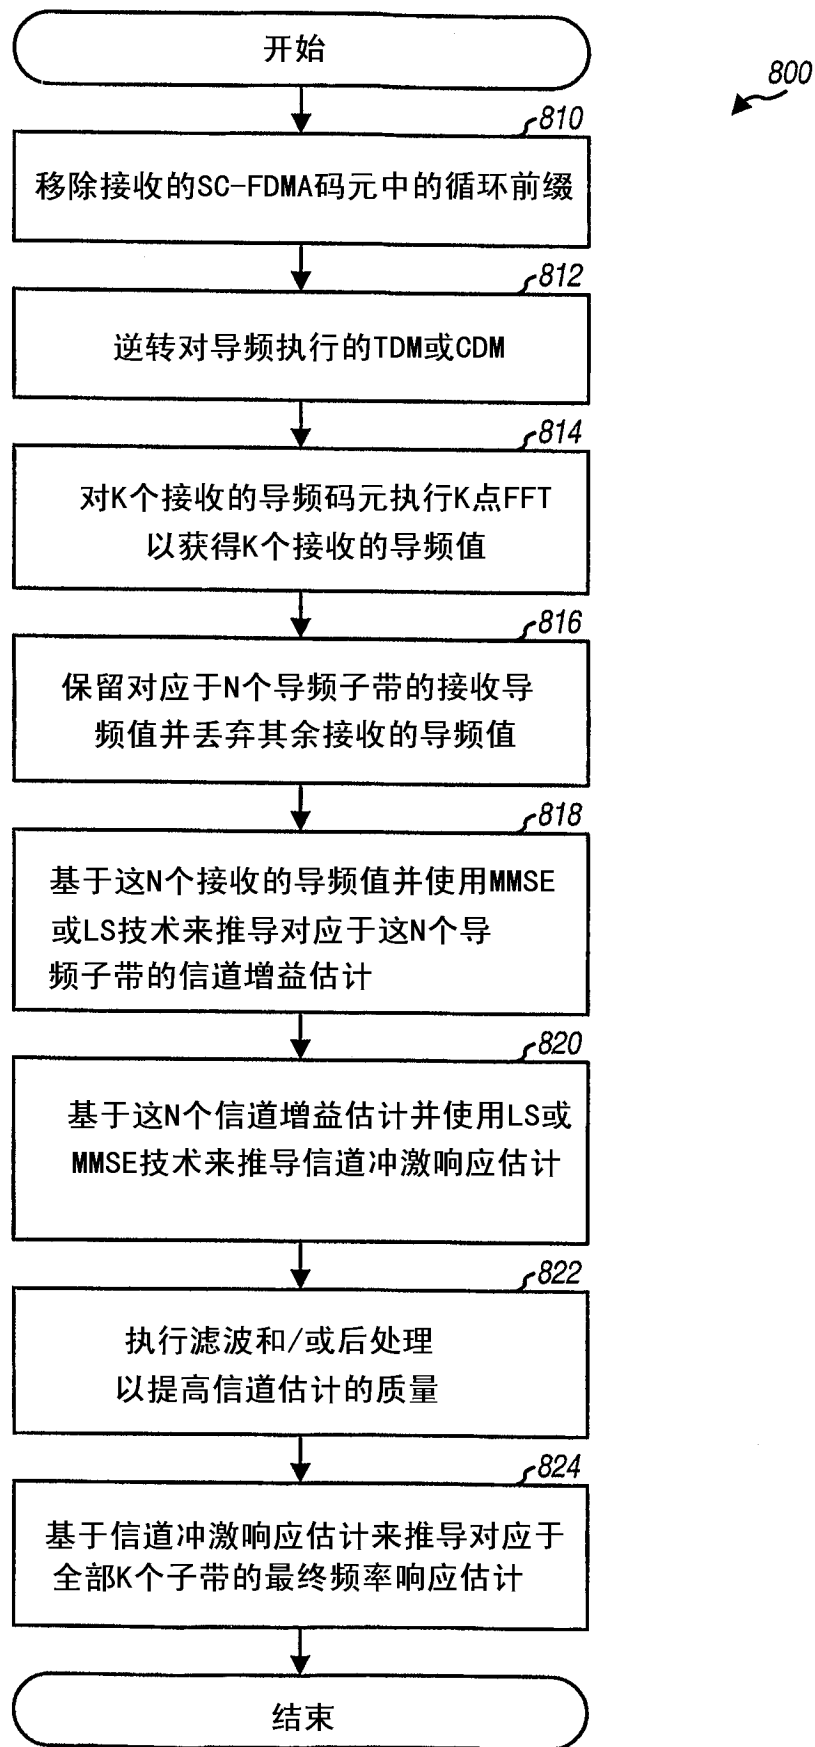 开始
800
810
移除接收的SC-FDMA码元中的循环前缀
812
逆转对导频执行的TDM或CDM
814
对K个接收的导频码元执行K点FFT
以获得K个接收的导频值
816
保留对应于N个导频子带的接收导
频值并丢弃其余接收的导频值
818
基于这N个接收的导频值并使用MMSE
或LS技术来推导对应于这N个导
频子带的信道增益估计
820
基于这N个信道增益估计并使用LS或
MMSE技术来推导信道冲激响应估计
822
执行滤波和/或后处理
以提高信道估计的质量
824
基于信道冲激响应估计来推导对应于
全部K个子带的最终频率响应估计
结束